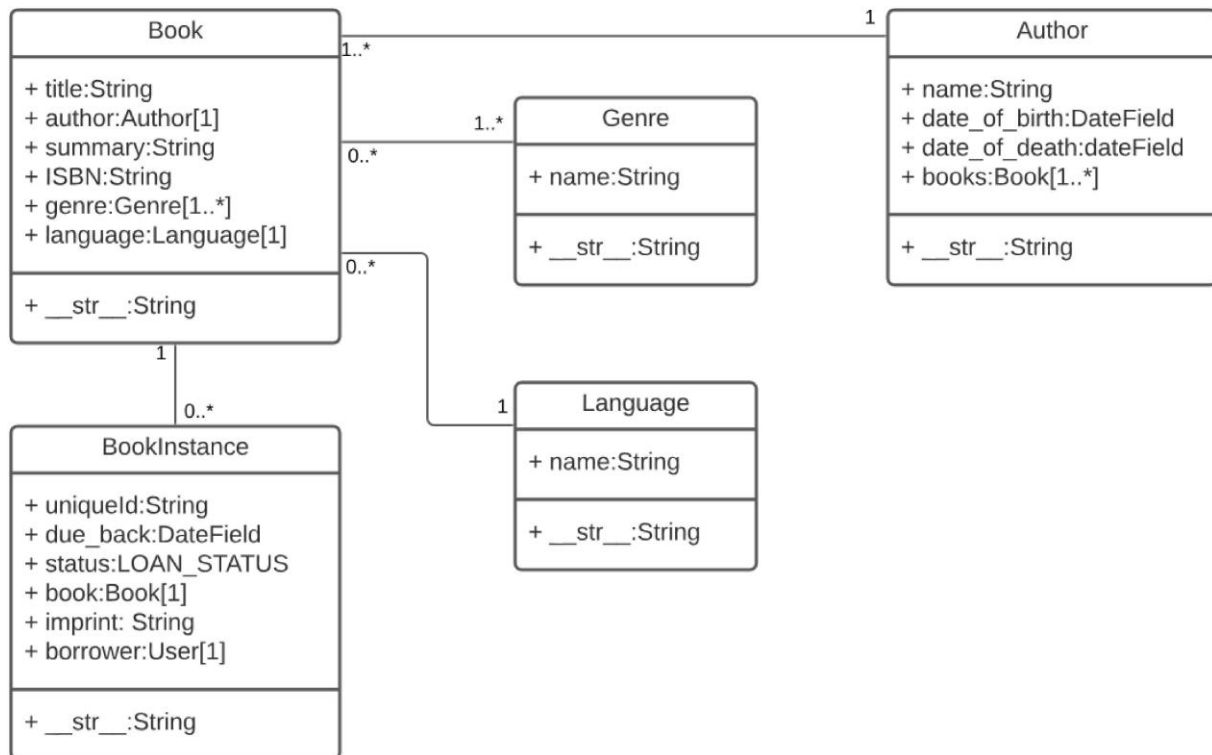 Book
+ title:String
+ author:Author[1]
+ summary:String
+ ISBN:String
+ genre:Genre[1..*]
+ language:Language[1]
+ __str__:String
1..*
1
Author
+ name:String
+ date_of_birth:DateField
+ date_of_death:dateField
+ books:Book[1..*]
+ __str__:String
0..*
1..*
Genre
+ name:String
+ __str__:String
0..*
1
Language
+ name:String
+ __str__:String
1
0..*
BookInstance
+ uniqueId:String
+ due_back:DateField
+ status:LOAN_STATUS
+ book:Book[1]
+ imprint: String
+ borrower:User[1]
+ __str__:String